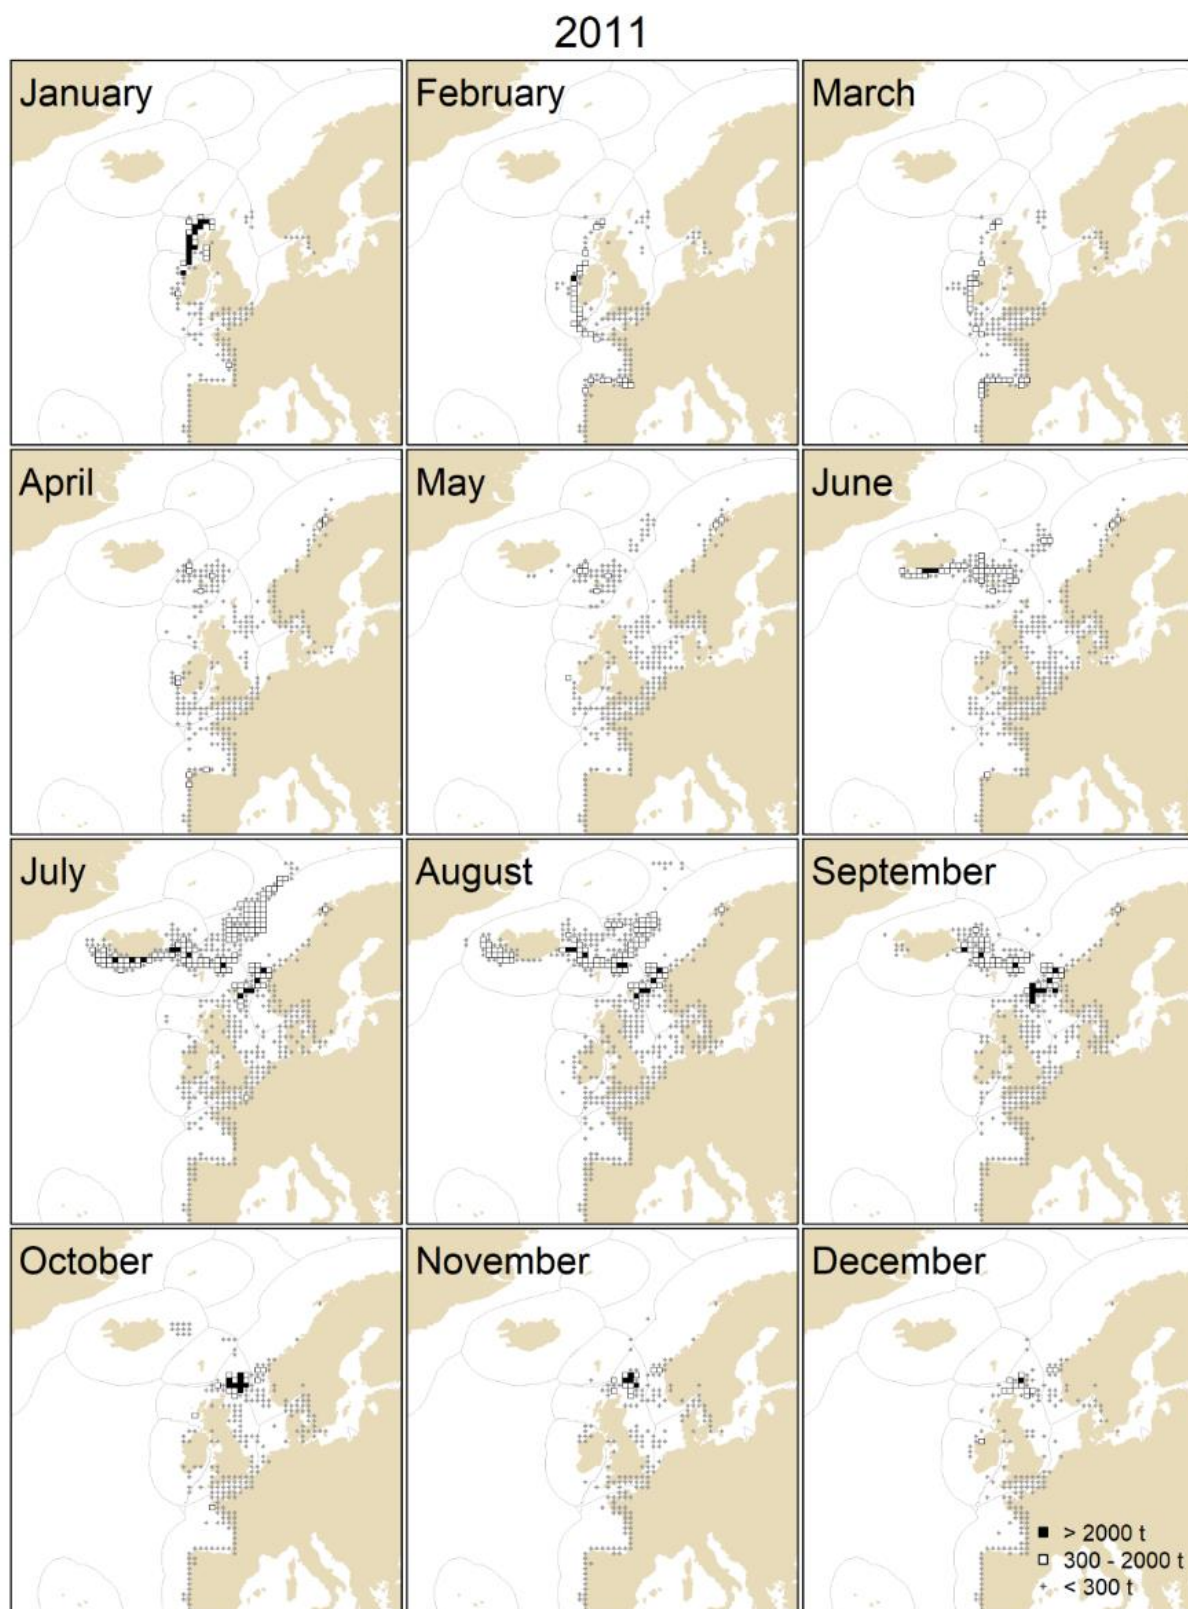 2011
January
February
March
April
May
June
July
August
September
October
November
December
> 2000 t
300 - 2000 t
< 300 t